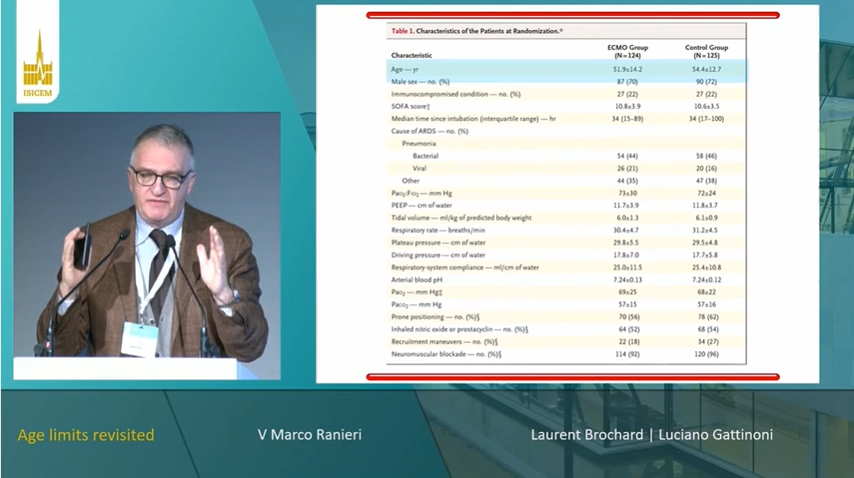 ISICEM
Table 1. Characteristics of the Patients at Randomization.*
Characteristic
ECMO Group (N=124)
Control Group (N=125)
Age — yr 51.9±14.2 54.4±12.7
Male sex — no. (%) 87 (70) 90 (72)
Immunocompromised condition — no. (%) 27 (22) 27 (22)
SOFA score† 10.8±3.9 10.6±3.5
Median time since intubation (interquartile range) — hr 34 (15–89) 34 (17–100)
Cause of ARDS — no. (%)
Pneumonia
Bacterial 54 (44) 58 (46)
Viral 26 (21) 20 (16)
Other 44 (35) 47 (38)
Pao2:Fio2 — mm Hg 73±30 72±24
PEEP — cm of water 11.7±3.9 11.8±3.7
Tidal volume — ml/kg of predicted body weight 6.0±1.3 6.1±0.9
Respiratory rate — breaths/min 30.4±4.7 31.2±4.5
Plateau pressure — cm of water 29.8±5.5 29.5±4.8
Driving pressure — cm of water 17.8±7.0 17.7±5.8
Respiratory-system compliance — ml/cm of water 25.0±11.5 25.4±10.8
Arterial blood pH 7.24±0.13 7.24±0.12
Pao2 — mm Hg‡ 69±25 68±22
Paco2 — mm Hg 57±15 57±16
Prone positioning — no. (%)§ 70 (56) 78 (62)
Inhaled nitric oxide or prostacyclin — no. (%)§ 64 (52) 68 (54)
Recruitment maneuvers — no. (%)§ 22 (18) 34 (27)
Neuromuscular blockade — no. (%)§ 114 (92) 120 (96)
Age limits revisited
V Marco Ranieri
Laurent Brochard | Luciano Gattinoni